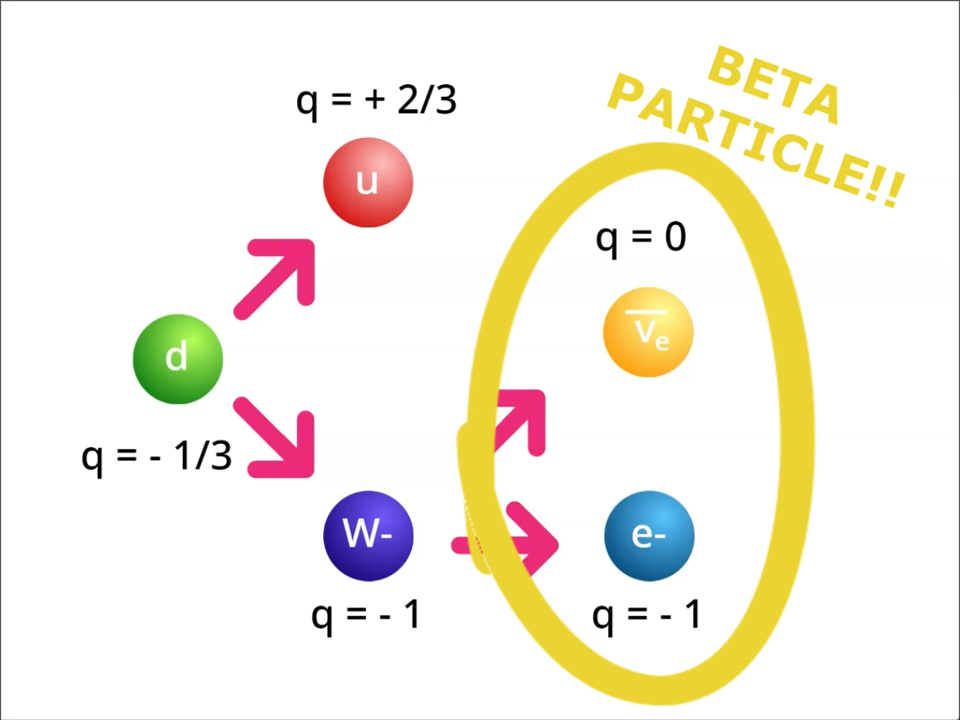 BETA
PARTICLE!!
q = + 2/3
u
q = 0
v̅e
d
q = - 1/3
W-
e-
q = - 1
q = - 1